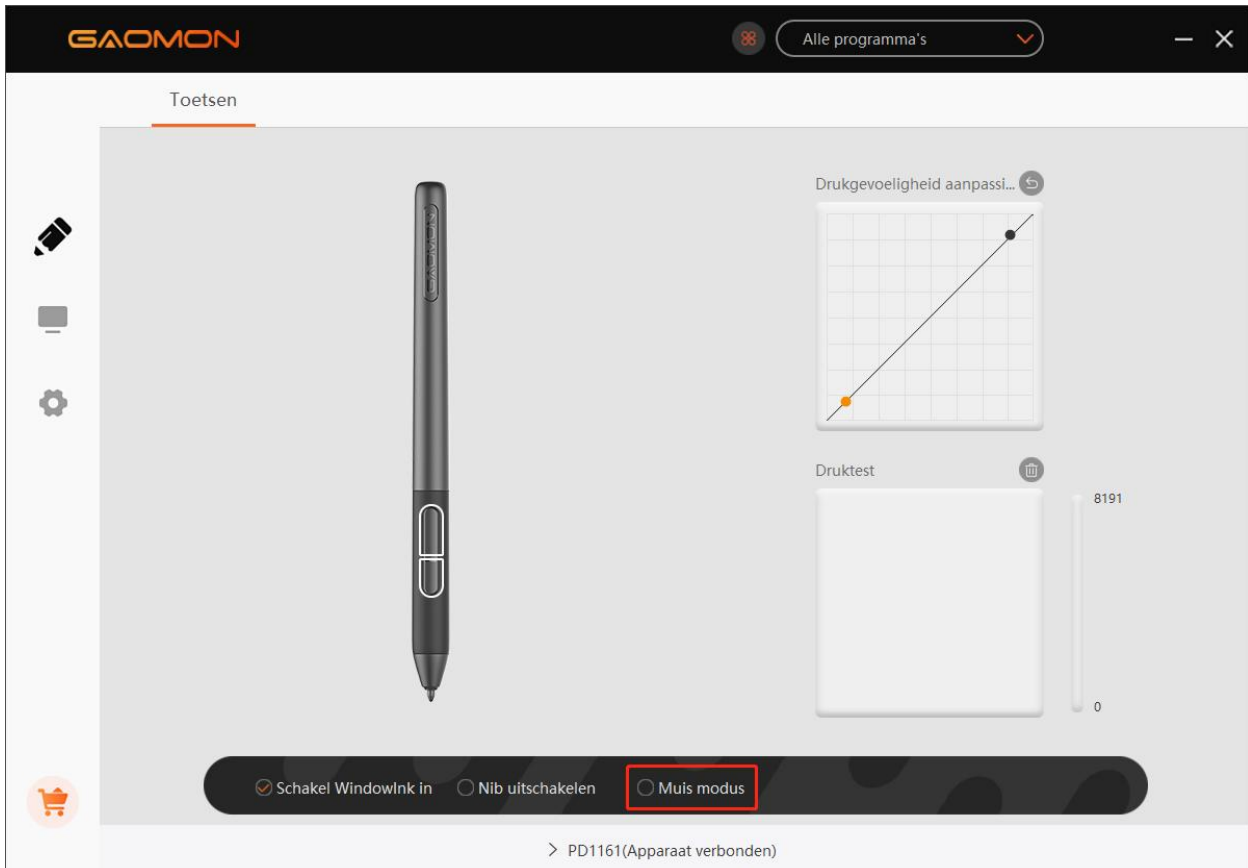 GAOMON
Alle programma's
Toetsen
Drukgevoeligheid aanpassi...
GAOMON
Druktest
8191
0
Schakel WindowInk in
Nib uitschakelen
Muis modus
> PD1161(Apparaat verbonden)